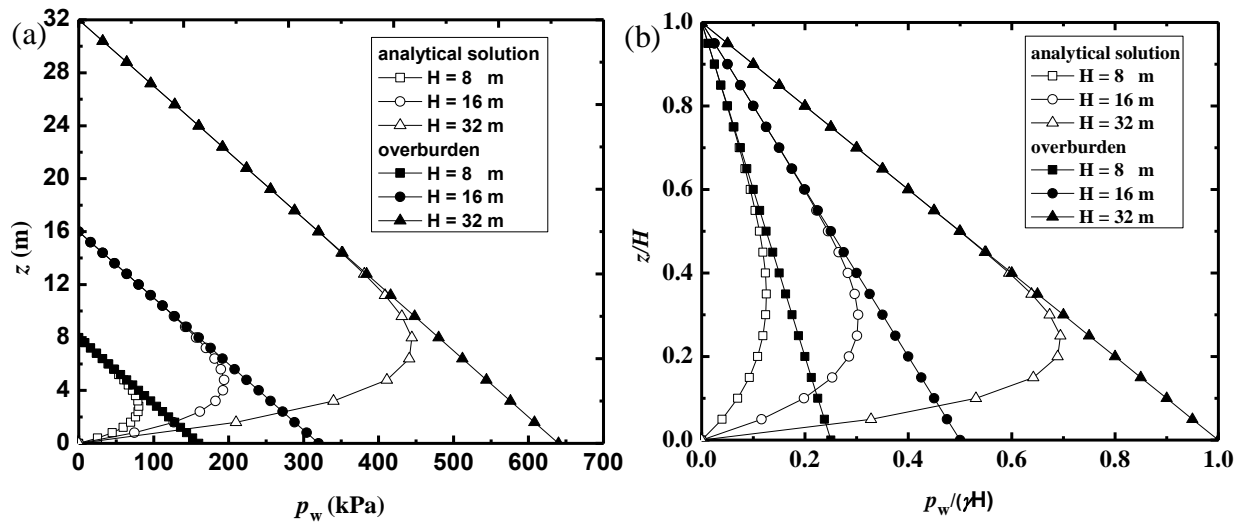 (a)
analytical solution
H = 8 m
H = 16 m
H = 32 m
overburden
H = 8 m
H = 16 m
H = 32 m
32
28
24
20
16
12
8
4
0
z (m)
0 100 200 300 400 500 600 700
p_w (kPa)
(b)
analytical solution
H = 8 m
H = 16 m
H = 32 m
overburden
H = 8 m
H = 16 m
H = 32 m
1.0
0.8
0.6
0.4
0.2
0.0
z/H
0.0 0.2 0.4 0.6 0.8 1.0
p_w/(γH)